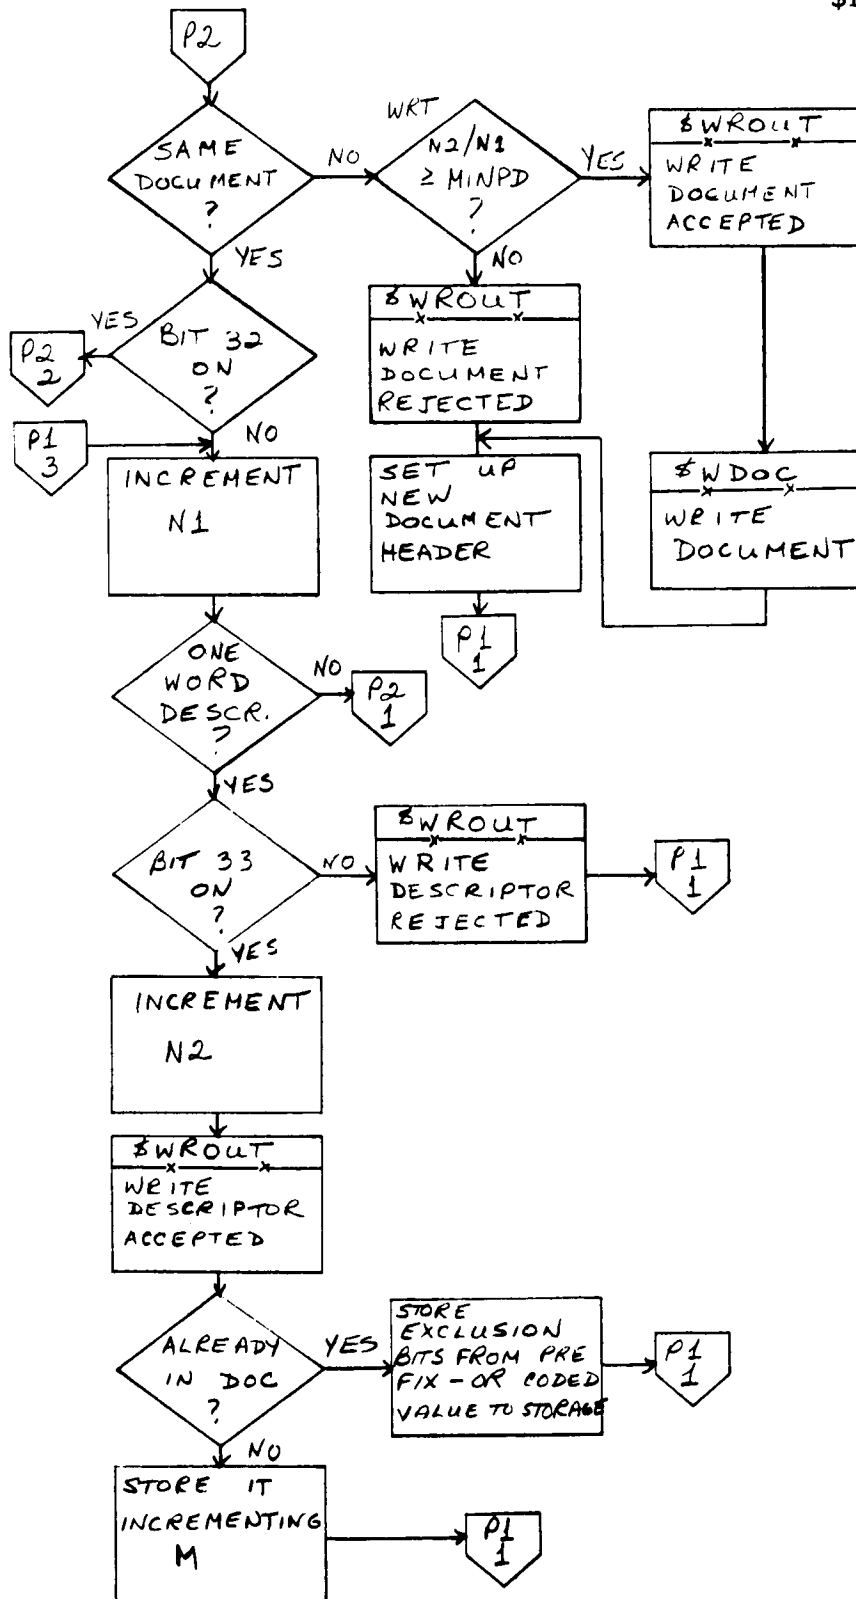 P2
SAME
DOCUMENT
?
NO
YES
WRT
N2/N1
≥ MINPD
?
YES
NO
$WROUT
WRITE
DOCUMENT
ACCEPTED
BIT 32
ON
?
YES
NO
P2
2
$WROUT
WRITE
DOCUMENT
REJECTED
P1
3
INCREMENT
N1
SET UP
NEW
DOCUMENT
HEADER
$WDOC
WRITE
DOCUMENT
P1
1
ONE
WORD
DESCR.
?
NO
P2
1
YES
BIT 33
ON
?
NO
$WROUT
WRITE
DESCRIPTOR
REJECTED
P1
1
YES
INCREMENT
N2
$WROUT
WRITE
DESCRIPTOR
ACCEPTED
ALREADY
IN DOC
?
YES
STORE
EXCLUSION
BITS FROM PRE
FIX-OR CODED
VALUE TO STORAGE
P1
1
NO
STORE IT
INCREMENTING
M
P1
1